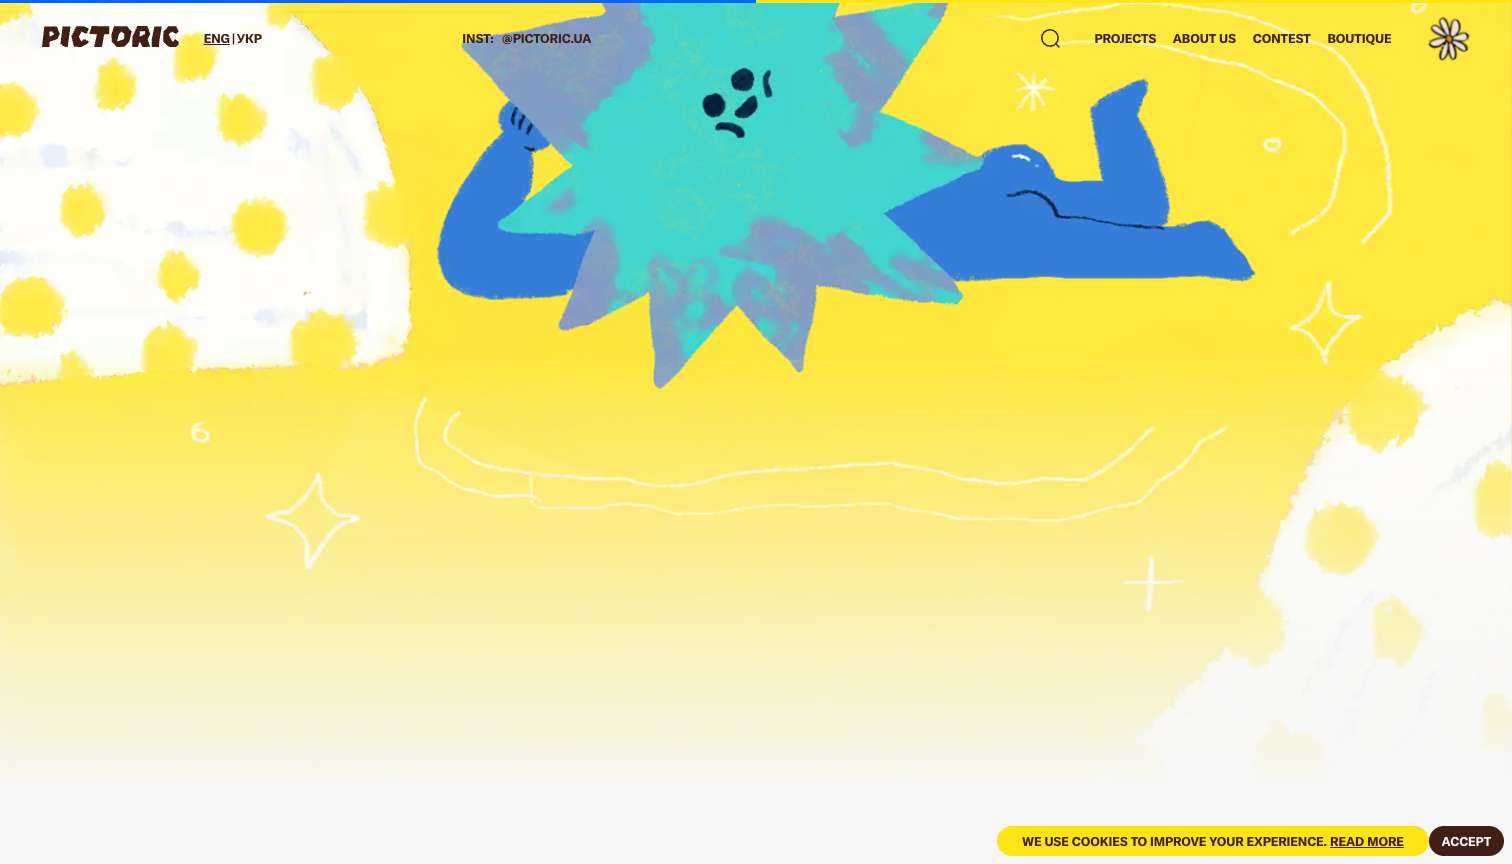 PICTORIC ENG | УКР INST: @PICTORIC.UA PROJECTS ABOUT US CONTEST BOUTIQUE
WE USE COOKIES TO IMPROVE YOUR EXPERIENCE. READ MORE ACCEPT